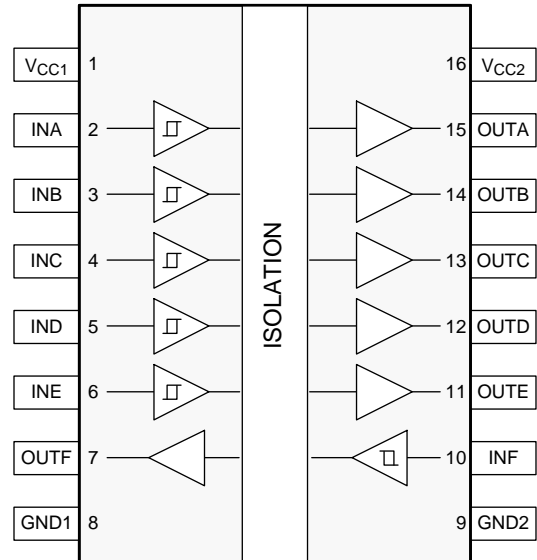 VCC1 1 16 VCC2
INA 2 15 OUTA
INB 3 14 OUTB
INC 4 13 OUTC
IND 5 12 OUTD
INE 6 11 OUTE
OUTF 7 10 INF
GND1 8 9 GND2
ISOLATION